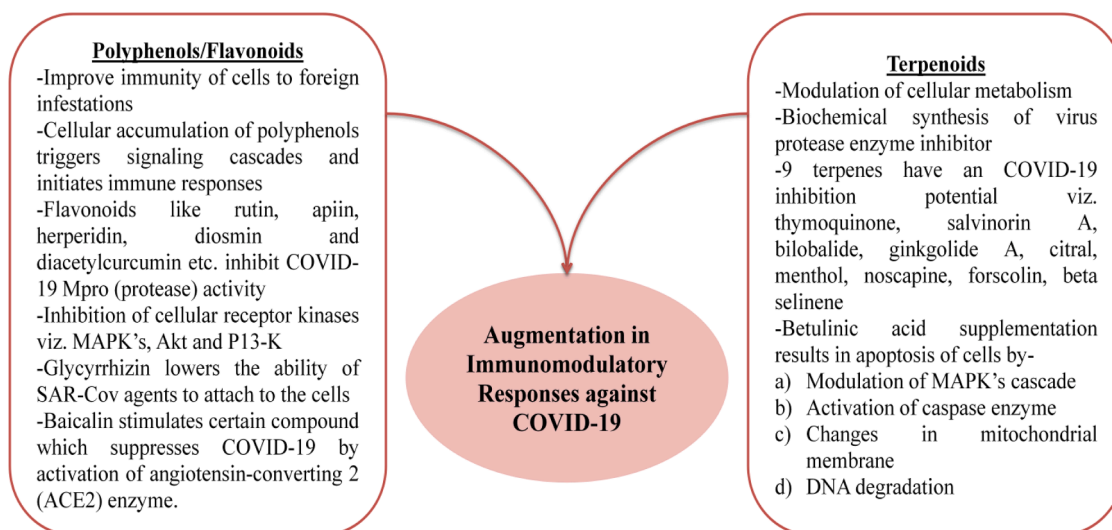 Polyphenols/Flavonoids
-Improve immunity of cells to foreign
infestations
-Cellular accumulation of polyphenols
triggers signaling cascades and
initiates immune responses
-Flavonoids like rutin, apiin,
herperidin, diosmin and
diacetylcurcumin etc. inhibit COVID-
19 Mpro (protease) activity
-Inhibition of cellular receptor kinases
viz. MAPK's, Akt and P13-K
-Glycyrrhizin lowers the ability of
SAR-Cov agents to attach to the cells
-Baicalin stimulates certain compound
which suppresses COVID-19 by
activation of angiotensin-converting 2
(ACE2) enzyme.
Augmentation in
Immunomodulatory
Responses against
COVID-19
Terpenoids
-Modulation of cellular metabolism
-Biochemical synthesis of virus
protease enzyme inhibitor
-9 terpenes have an COVID-19
inhibition potential viz.
thymoquinone, salvinorin A,
bilobalide, ginkgolide A, citral,
menthol, noscapine, forscolin, beta
selinene
-Betulinic acid supplementation
results in apoptosis of cells by-
a) Modulation of MAPK's cascade
b) Activation of caspase enzyme
c) Changes in mitochondrial
membrane
d) DNA degradation